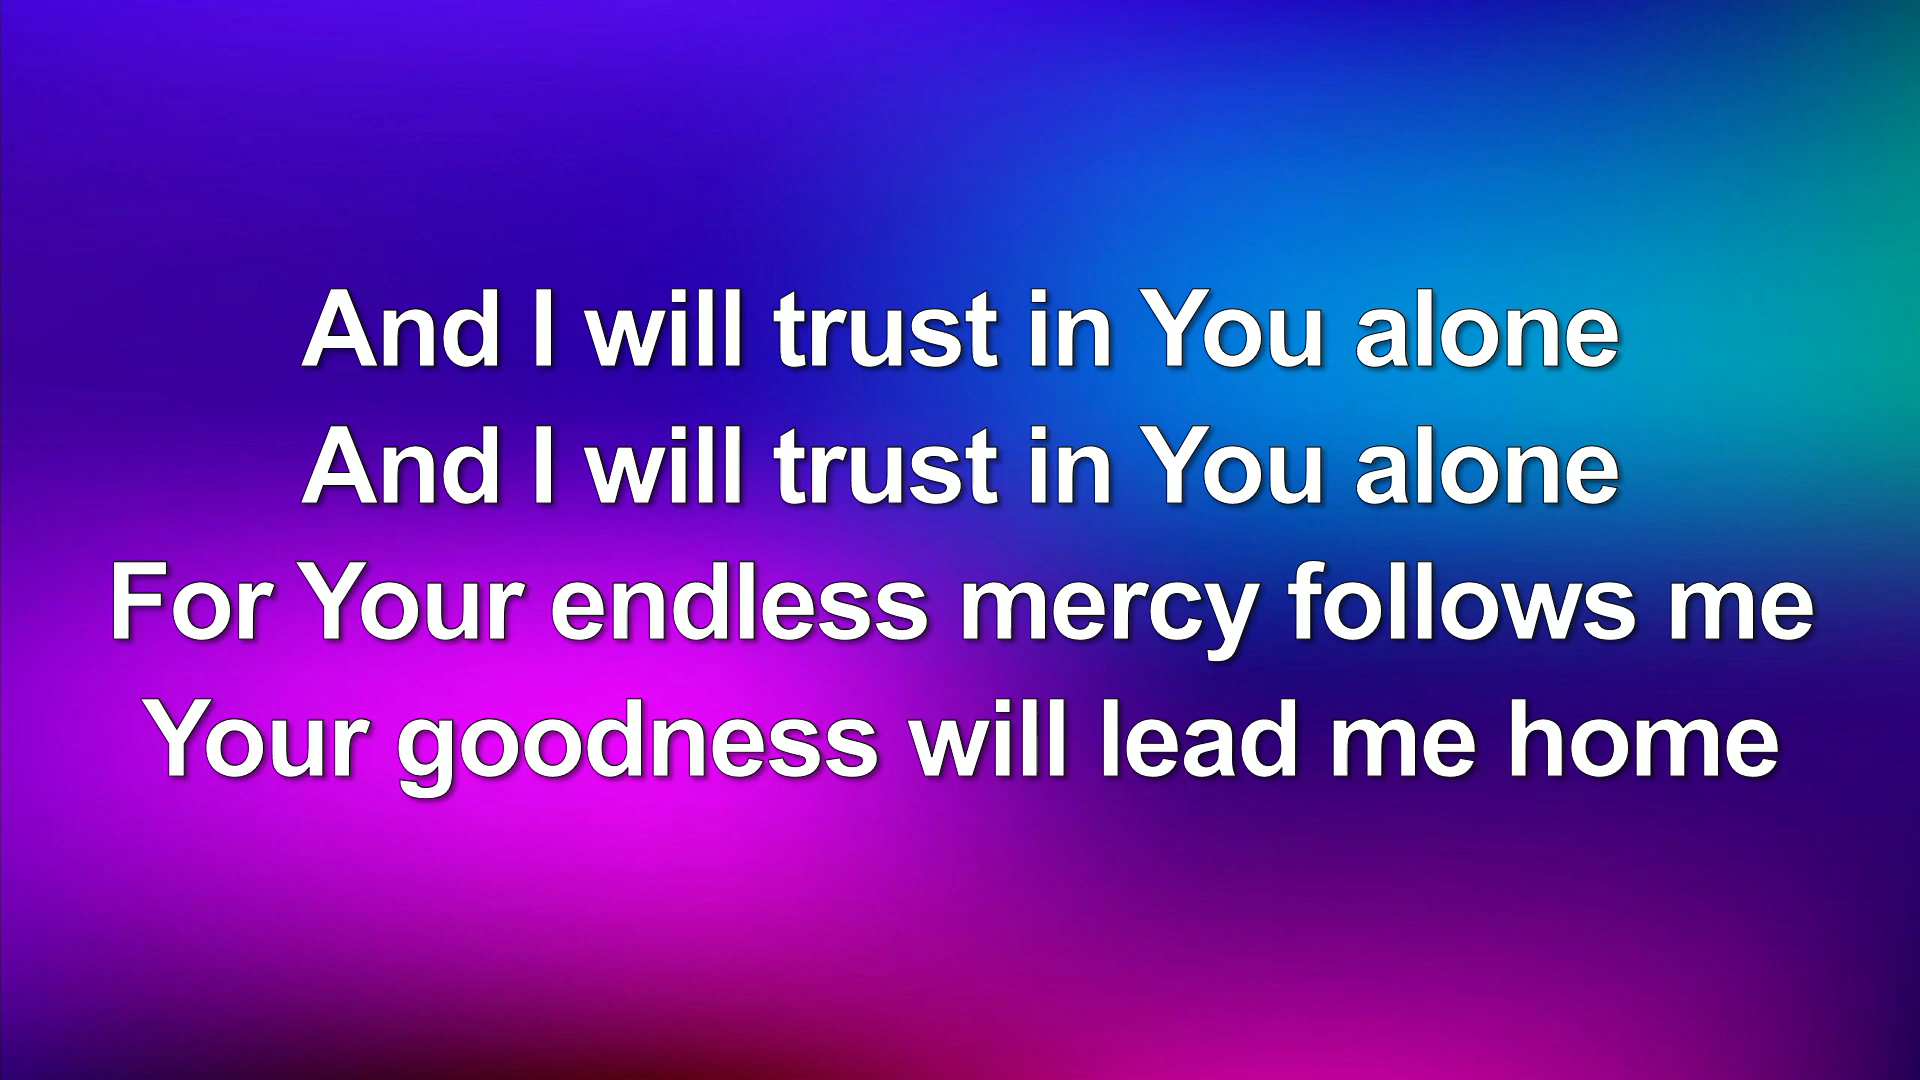 And I will trust in You alone
And I will trust in You alone
For Your endless mercy follows me
Your goodness will lead me home